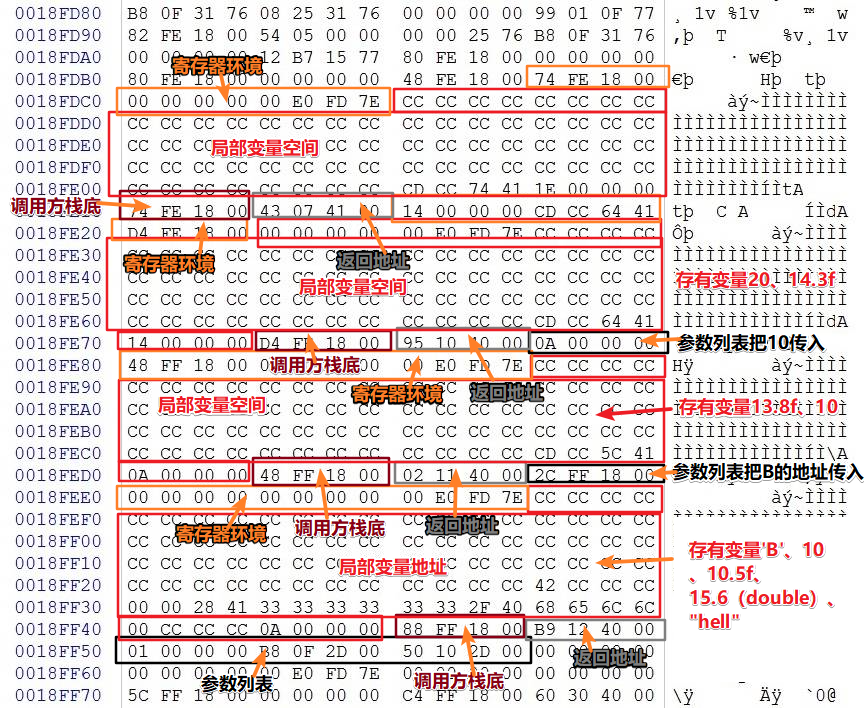 0018FD80 B8 0F 31 76 08 25 31 76 00 00 00 00 99 01 0F 77 ¸ 1v %1v ™ w
0018FD90 82 FE 18 00 54 05 00 00 00 00 25 76 B8 0F 31 76 ‚þ T %v¸ 1v
0018FDA0 00 00 00 00 12 B7 15 77 80 FE 18 00 00 00 00 00 · w€þ
寄存器环境
0018FDB0 80 FE 18 00 00 00 00 00 48 FE 18 00 74 FE 18 00 €þ Hþ tþ
0018FDC0 00 00 00 00 00 E0 FD 7E CC CC CC CC CC CC CC CC àý~ÌÌÌÌÌÌÌÌ
0018FDD0 CC CC CC CC CC CC CC CC CC CC CC CC CC CC CC CC ÌÌÌÌÌÌÌÌÌÌÌÌÌÌÌÌ
0018FDE0 CC CC CC CC CC CC CC CC CC CC CC CC CC CC CC CC ÌÌÌÌÌÌÌÌÌÌÌÌÌÌÌÌ
局部变量空间
0018FDF0 CC CC CC CC CC CC CC CC CC CC CC CC CC CC CC CC ÌÌÌÌÌÌÌÌÌÌÌÌÌÌÌÌ
0018FE00 CC CC CC CC CC CC CC CC CD CC 74 41 1E 00 00 00 ÌÌÌÌÌÌÌÌÍÌtA
调用方栈底
74 FE 18 00 43 07 41 00 14 00 00 00 CD CC 64 41 tþ C A ÍÌdA
0018FE20 D4 FE 18 00 00 00 00 00 00 E0 FD 7E CC CC CC CC Ôþ àý~ÌÌÌÌ
0018FE30 CC CC CC CC CC CC CC CC CC CC CC CC ÌÌÌÌÌÌÌÌÌÌÌÌÌÌÌÌ
寄存器环境 返回地址
0018FE40 CC CC CC CC CC CC CC CC CC CC CC CC CC CC CC CC ÌÌÌÌÌÌÌÌÌÌÌÌÌÌÌÌ
局部变量空间 存有变量20、14.3f
0018FE50 CC CC CC CC CC CC CC CC CC CC CC CC CC CC CC CC ÌÌÌÌÌÌÌÌÌÌÌÌÌÌÌÌ
0018FE60 CC CC CC CC CC CC CC CC CC CC CC CC CD CC 64 41 ÌÌÌÌÌÌÌÌÌÌÌÌÍÌdA
0018FE70 14 00 00 00 D4 FE 18 00 95 10 00 0A 00 00 00 参数列表把10传入
0018FE80 48 FF 18 00 00 00 E0 FD 7E CC CC CC CC Hÿ àý~ÌÌÌÌ
调用方栈底
0018FE90 CC CC CC CC CC CC CC CC CC CC CC CC
寄存器环境 返回地址
局部变量空间 存有变量13.8f、10
0018FEA0 CC CC CC CC CC CC CC CC CC CC CC CC CC CC CC
0018FEB0 CC CC CC CC CC CC CC CC CC CC CC CC CC CC CC CC ÌÌÌÌÌÌÌÌÌÌÌÌÌÌÌÌ
0018FEC0 CC CC CC CC CC CC CC CC CC CC CC CC CD CC 5C 41 ÌÌÌÌÌÌÌÌÌÌÌÌÍÌ\A
0018FED0 0A 00 00 00 48 FF 18 00 02 11 40 00 2C FF 18 00 参数列表把B的地址传入
0018FEE0 00 00 00 00 00 00 00 00 00 E0 FD 7E CC CC CC CC àý~ÌÌÌÌ
0018FEF0 CC CC CC CC CC CC CC CC CC CC CC CC CC CC CC CC
寄存器环境 调用方栈底 返回地址
0018FF00 CC CC CC CC CC CC CC CC CC CC CC CC CC CC CC CC
存有变量'B'、10
0018FF10 CC CC CC CC CC CC CC CC CC CC CC CC CC CC CC
局部变量地址
、10.5f、
0018FF20 CC CC CC CC CC CC CC CC CC CC CC CC 42 CC CC CC
15.6（double）、
0018FF30 00 00 28 41 33 33 33 33 33 33 2F 40 68 65 6C 6C
"hell"
0018FF40 00 CC CC CC 0A 00 00 00 88 FF 18 00 B9 12 40 00
0018FF50 01 00 00 00 B8 0F 2D 00 50 10 2D 00 00 00
返回地址
0018FF60 00 00 00 00 00 E0 FD 7E 00 00 00 00
参数列表 调用方栈底
0018FF70 5C FF 18 00 00 00 00 00 C4 FF 18 00 60 30 40 00 \ÿ Äÿ `0@